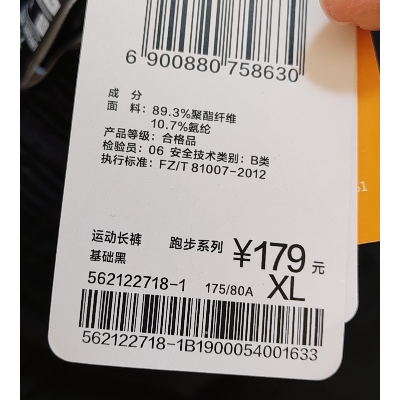 6 900880 758630
成 分
面 料: 89.3%聚酯纤维
10.7%氨纶
产品等级: 合格品
检验员: 06 安全技术类别: B类
执行标准: FZ/T 81007-2012
运动长裤 跑步系列 ¥179元
基础黑
562122718-1 175/80A XL
562122718-1B1900054001633